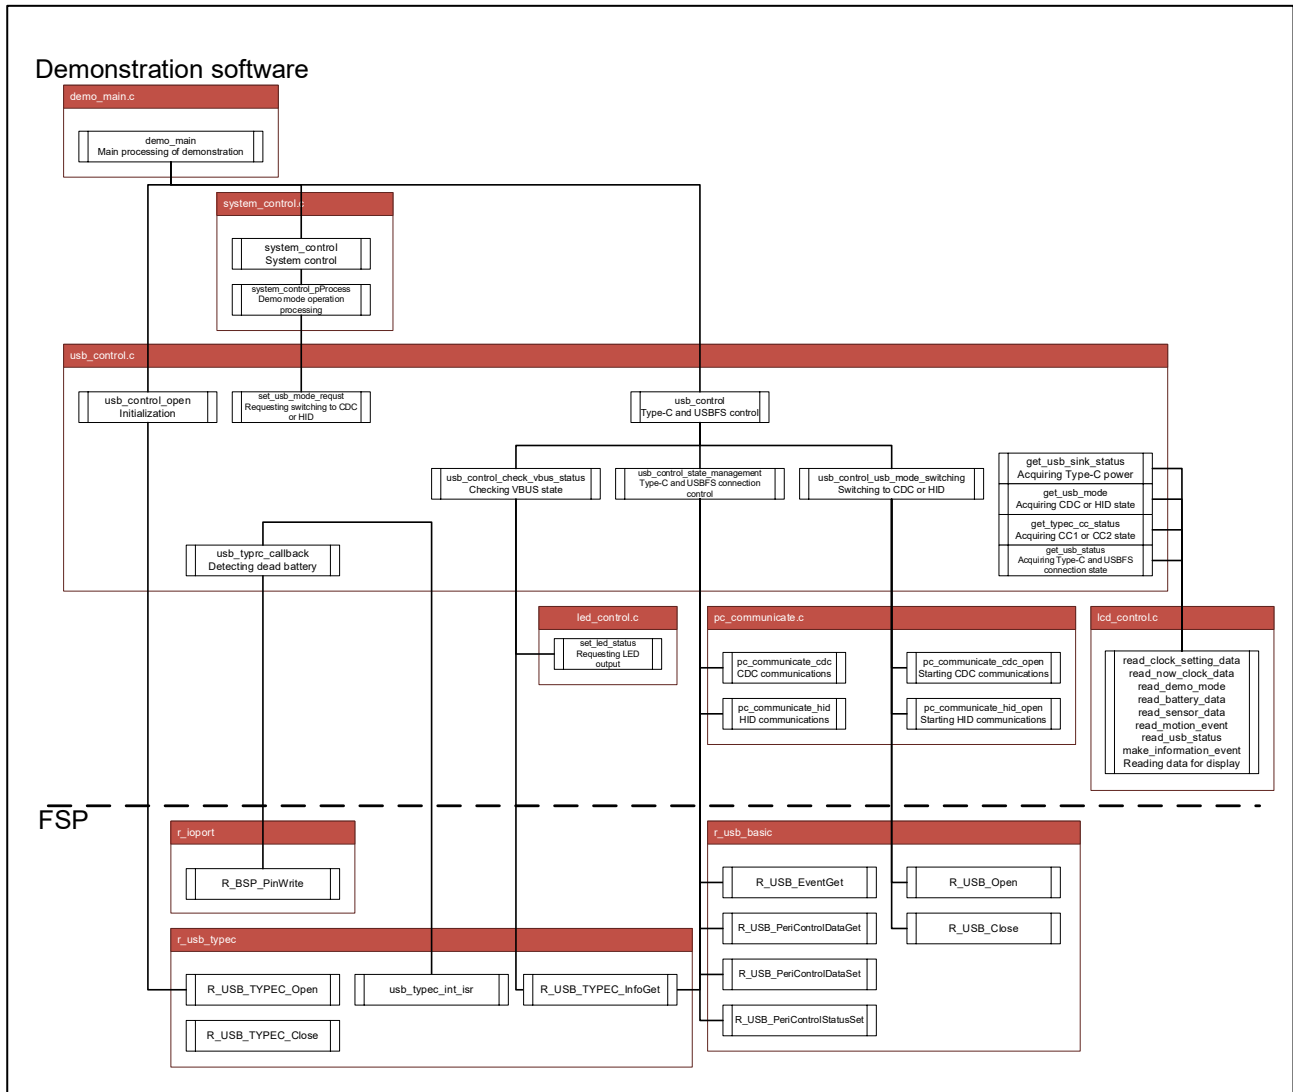 Demonstration software
demo_main.c
demo_main
Main processing of demonstration
system_control.c
system_control
System control
system_control_pProcess
Demo mode operation
processing
usb_control.c
usb_control_open
Initialization
set_usb_mode_requst
Requesting switching to CDC
or HID
usb_control
Type-C and USBFS control
usb_control_check_vbus_status
Checking VBUS state
usb_control_state_management
Type-C and USBFS connection
control
usb_control_usb_mode_switching
Switching to CDC or HID
get_usb_sink_status
Acquiring Type-C power
get_usb_mode
Acquiring CDC or HID state
get_typec_cc_status
Acquiring CC1 or CC2 state
get_usb_status
Acquiring Type-C and USBFS
connection state
usb_typrc_callback
Detecting dead battery
led_control.c
set_led_status
Requesting LED
output
pc_communicate.c
pc_communicate_cdc
CDC communications
pc_communicate_cdc_open
Starting CDC communications
pc_communicate_hid
HID communications
pc_communicate_hid_open
Starting HID communications
lcd_control.c
read_clock_setting_data
read_now_clock_data
read_demo_mode
read_battery_data
read_sensor_data
read_motion_event
read_usb_status
make_information_event
Reading data for display
FSP
r_ioport
R_BSP_PinWrite
r_usb_typec
R_USB_TYPEC_Open
usb_typec_int_isr
R_USB_TYPEC_InfoGet
R_USB_TYPEC_Close
r_usb_basic
R_USB_EventGet
R_USB_Open
R_USB_PeriControlDataGet
R_USB_Close
R_USB_PeriControlDataSet
R_USB_PeriControlStatusSet